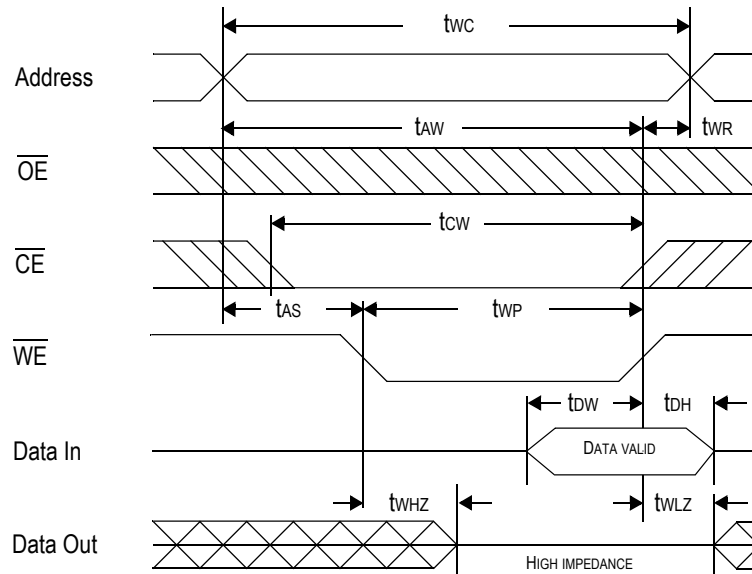 tWC
Address
tAW
tWR
OE
tCW
CE
tAS
tWP
WE
tDW
tDH
Data In
DATA VALID
tWHZ
tWLZ
Data Out
HIGH IMPEDANCE